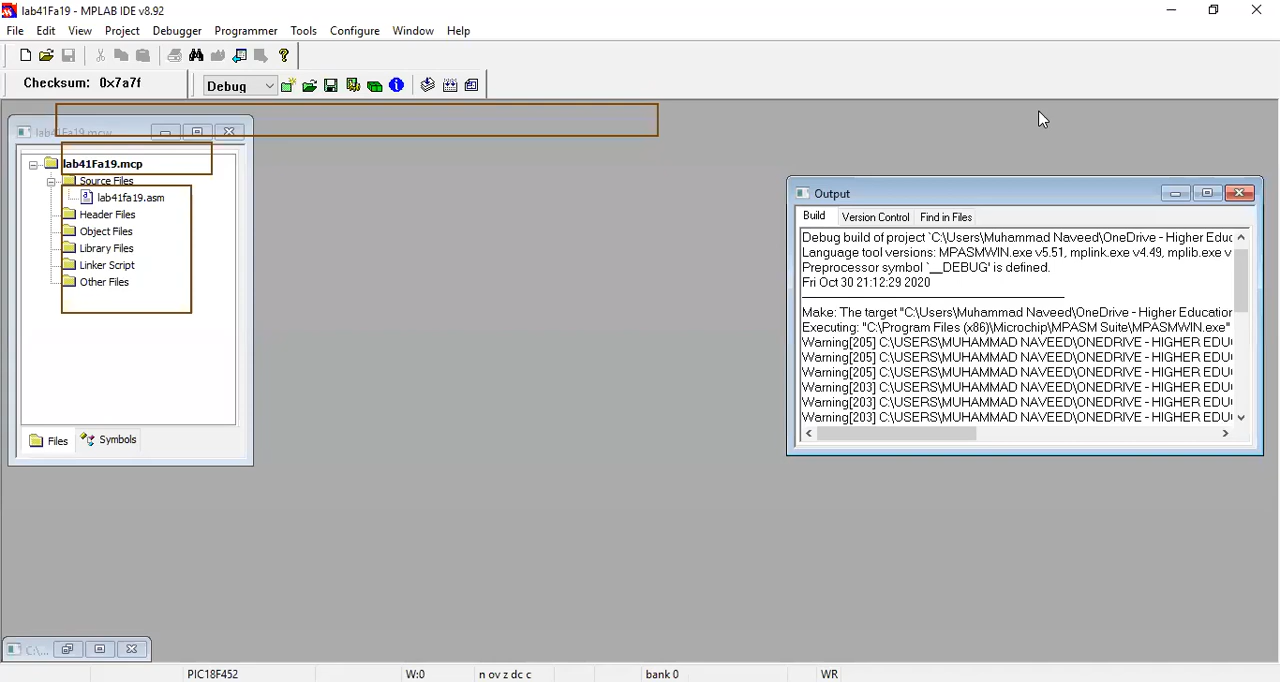 lab41Fa19 - MPLAB IDE v8.92
File Edit View Project Debugger Programmer Tools Configure Window Help
Checksum: 0x7a7f
Debug
lab41Fa19.mcw
lab41Fa19.mcp
Source Files
lab41fa19.asm
Header Files
Object Files
Library Files
Linker Script
Other Files
Files Symbols
Output
Build Version Control Find in Files
Debug build of project `C:\Users\Muhammad Naveed\OneDrive - Higher Educ
Language tool versions: MPASMWIN.exe v5.51, mplink.exe v4.49, mplib.exe v
Preprocessor symbol `__DEBUG' is defined.
Fri Oct 30 21:12:29 2020
Make: The target "C:\Users\Muhammad Naveed\OneDrive - Higher Education
Executing: "C:\Program Files (x86)\Microchip\MPASM Suite\MPASMWIN.exe"
Warning[205] C:\USERS\MUHAMMAD NAVEED\ONEDRIVE - HIGHER EDU
Warning[205] C:\USERS\MUHAMMAD NAVEED\ONEDRIVE - HIGHER EDU
Warning[205] C:\USERS\MUHAMMAD NAVEED\ONEDRIVE - HIGHER EDU
Warning[203] C:\USERS\MUHAMMAD NAVEED\ONEDRIVE - HIGHER EDU
Warning[203] C:\USERS\MUHAMMAD NAVEED\ONEDRIVE - HIGHER EDU
Warning[203] C:\USERS\MUHAMMAD NAVEED\ONEDRIVE - HIGHER EDU
C:\...
PIC18F452 W:0 n ov z dc c bank 0 WR